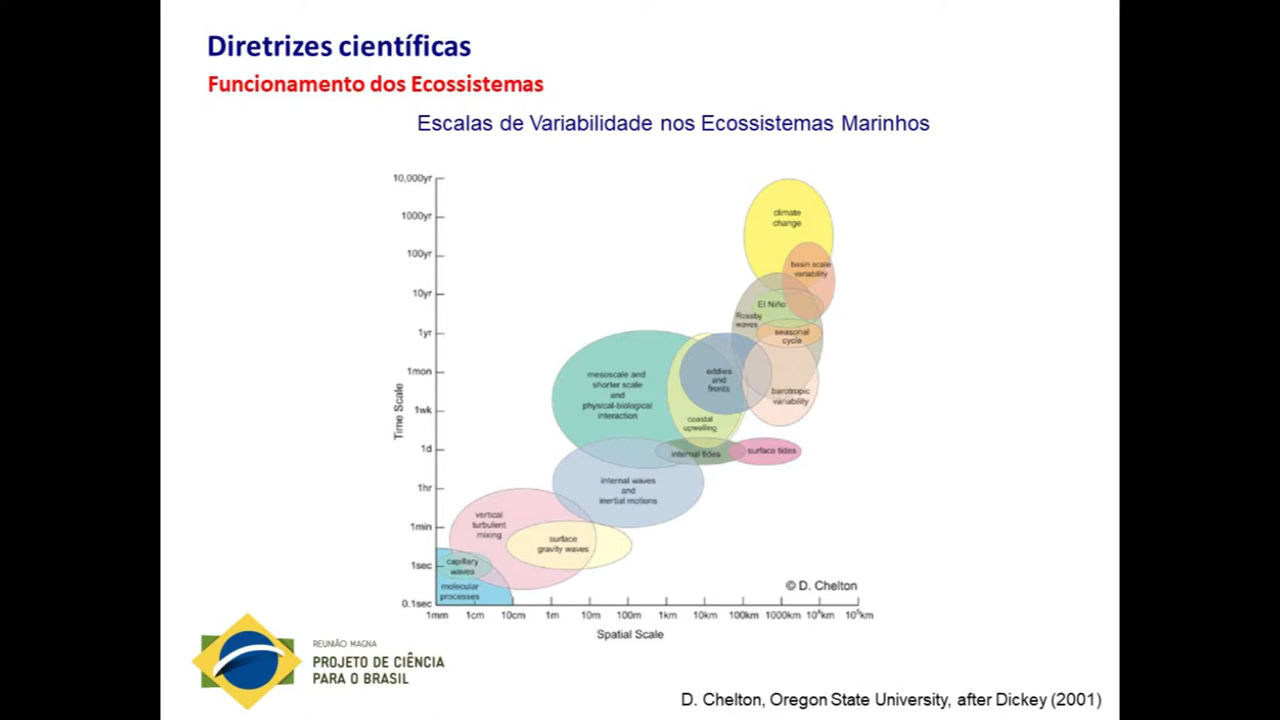 Diretrizes científicas
Funcionamento dos Ecossistemas
Escalas de Variabilidade nos Ecossistemas Marinhos
10,000yr
1000yr
100yr
10yr
1yr
1mon
1wk
1d
1hr
1min
1sec
0.1sec
Time Scale
climate
change
basin scale
variability
El Niño
Rossby
waves
seasonal
cycle
mesoscale and
shorter scale
and
physical-biological
interaction
eddies
and
fronts
barotropic
variability
coastal
upwelling
internal tides
surface tides
internal waves
and
inertial motions
vertical
turbulent
mixing
surface
gravity waves
capillary
waves
molecular
processes
© D. Chelton
1mm 1cm 10cm 1m 10m 100m 1km 10km 100km 1000km 10⁴km 10⁵km
Spatial Scale
REUNIÃO MAGNA
PROJETO DE CIÊNCIA
PARA O BRASIL
D. Chelton, Oregon State University, after Dickey (2001)